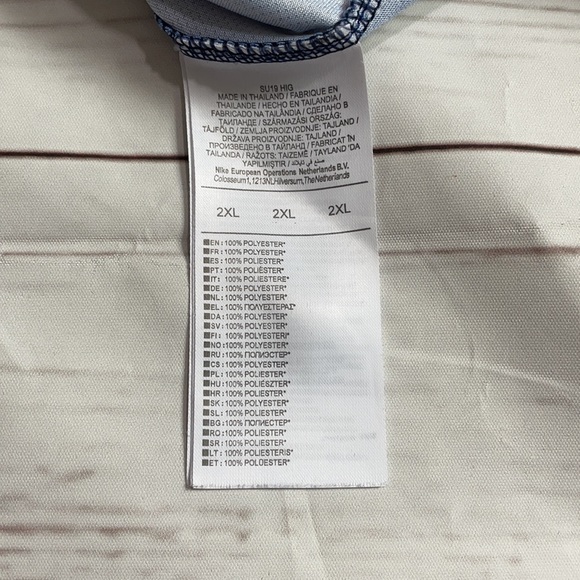 SU19 HIG
MADE IN THAILAND / FABRIQUE EN
THAÏLANDE / HECHO EN TAILANDIA /
FABRICADO NA TAILÂNDIA / СДЕЛАНО В
ТАИЛАНДЕ / SZÁRMAZÁSI ORSZÁG:
TÁJFÖLD / ZEMLJA PROIZVODNJE: TAJLAND /
DRŽAVA PROIZVODNJE: TAJLAND /
ПРОИЗВЕДЕНО В ТАЙЛАНД / FABRICAT ÎN
TAILANDA / RAŽOTS: TAIZEMĒ / TAYLAND'DA
YAPILMIŞTIR / صنع في تايلاند
Nike European Operations Netherlands B.V.
Colosseum1,1213NLHilversum,TheNetherlands
2XL 2XL 2XL
EN:100% POLYESTER*
FR:100% POLYESTER*
ES:100% POLIÉSTER*
PT:100% POLIÉSTER*
IT: 100% POLIESTERE*
DE:100% POLYESTER*
NL:100% POLYESTER*
EL:100% ΠΟΛΥΕΣΤΕΡΑΣ*
DA:100% POLYESTER*
SV:100% POLYESTER*
FI:100% POLYESTERI*
NO:100% POLYESTER*
RU:100% ПОЛИЭСТЕР*
CS:100% POLYESTER*
PL:100% POLIESTER*
HU:100% POLIÉSZTER*
HR:100% POLIESTER*
SK:100% POLYESTER*
SL:100% POLIESTER*
BG:100% ПОЛИЕСТЕР*
RO:100% POLIESTER*
SR:100% POLIESTER*
LT:100% POLIESTERIS*
ET:100% POLÜESTER*